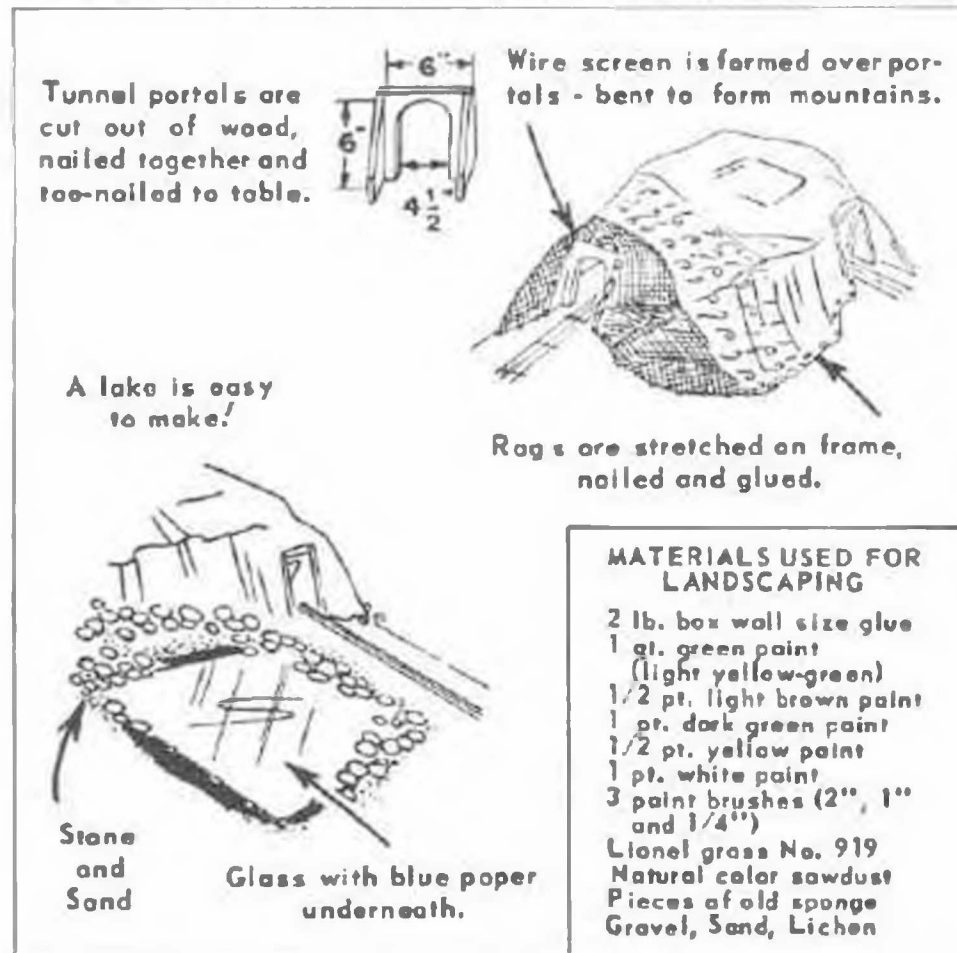 Tunnel portals are
cut out of wood,
nailed together and
toe-nailed to table.
6"
6"
4 1/2
Wire screen is formed over por-
tals - bent to form mountains.
Rags are stretched on frame,
nailed and glued.
A lake is easy
to make!
Stone
and
Sand
Glass with blue paper
underneath.
MATERIALS USED FOR
LANDSCAPING
2 lb. box wall size glue
1 qt. green paint
(light yellow-green)
1/2 pt. light brown paint
1 pt. dark green paint
1/2 pt. yellow paint
1 pt. white paint
3 paint brushes (2", 1"
and 1/4")
Lionel grass No. 919
Natural color sawdust
Pieces of old sponge
Gravel, Sand, Lichen